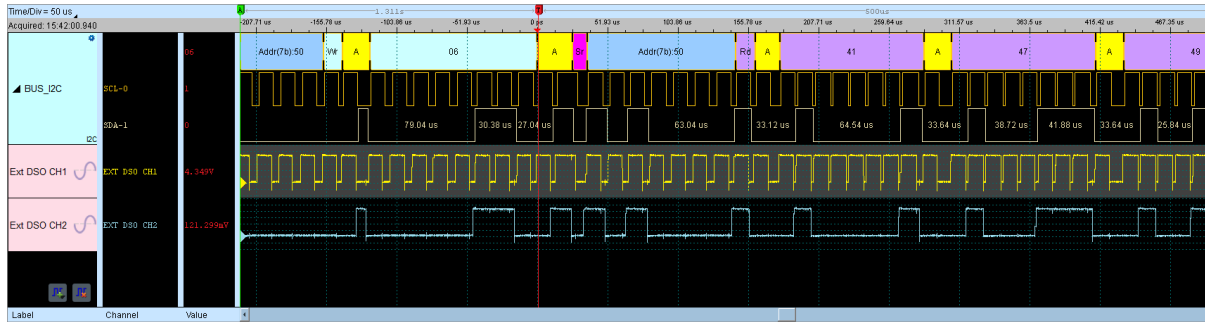 Time/Div= 50 us
Acquired: 15:42:00.940
A
1.311s
T
500us
-207.71 us -155.78 us -103.86 us -51.93 us 0 ps 51.93 us 103.86 us 155.78 us 207.71 us 259.64 us 311.57 us 363.5 us 415.42 us 467.35 us
06 Addr(7b):50 Wr A 06 A Sr Addr(7b):50 Rd A 41 A 47 A 49
BUS_I2C SCL-0 1
SDA-1 0 79.04 us 30.38 us 27.04 us 63.04 us 33.12 us 64.54 us 33.64 us 38.72 us 41.88 us 33.64 us 25.84 us
I2C
Ext DSO CH1 EXT DSO CH1 4.349V
Ext DSO CH2 EXT DSO CH2 121.399mV
Label Channel Value